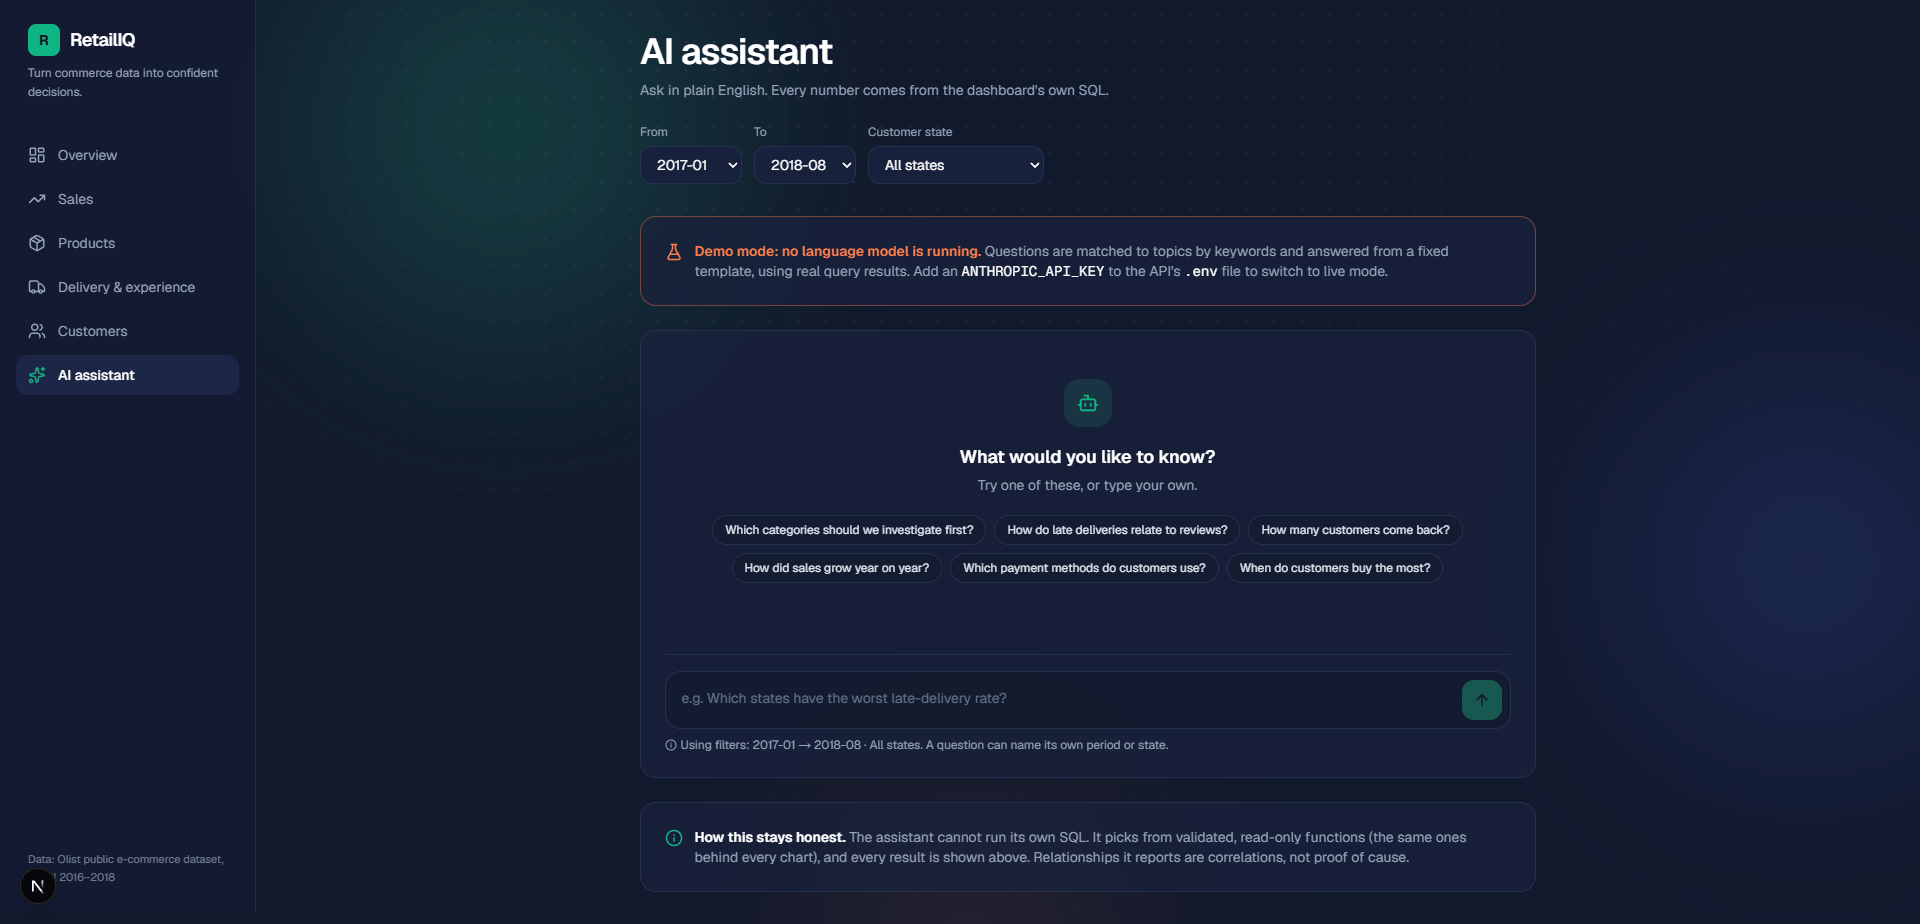 R RetailIQ
Turn commerce data into confident
decisions.
Overview
Sales
Products
Delivery & experience
Customers
AI assistant
Data: Olist public e-commerce dataset,
2016–2018
N
AI assistant
Ask in plain English. Every number comes from the dashboard's own SQL.
From To Customer state
2017-01 2018-08 All states
Demo mode: no language model is running. Questions are matched to topics by keywords and answered from a fixed
template, using real query results. Add an ANTHROPIC_API_KEY to the API's .env file to switch to live mode.
What would you like to know?
Try one of these, or type your own.
Which categories should we investigate first? How do late deliveries relate to reviews? How many customers come back?
How did sales grow year on year? Which payment methods do customers use? When do customers buy the most?
e.g. Which states have the worst late-delivery rate?
Using filters: 2017-01 → 2018-08 · All states. A question can name its own period or state.
How this stays honest. The assistant cannot run its own SQL. It picks from validated, read-only functions (the same ones
behind every chart), and every result is shown above. Relationships it reports are correlations, not proof of cause.